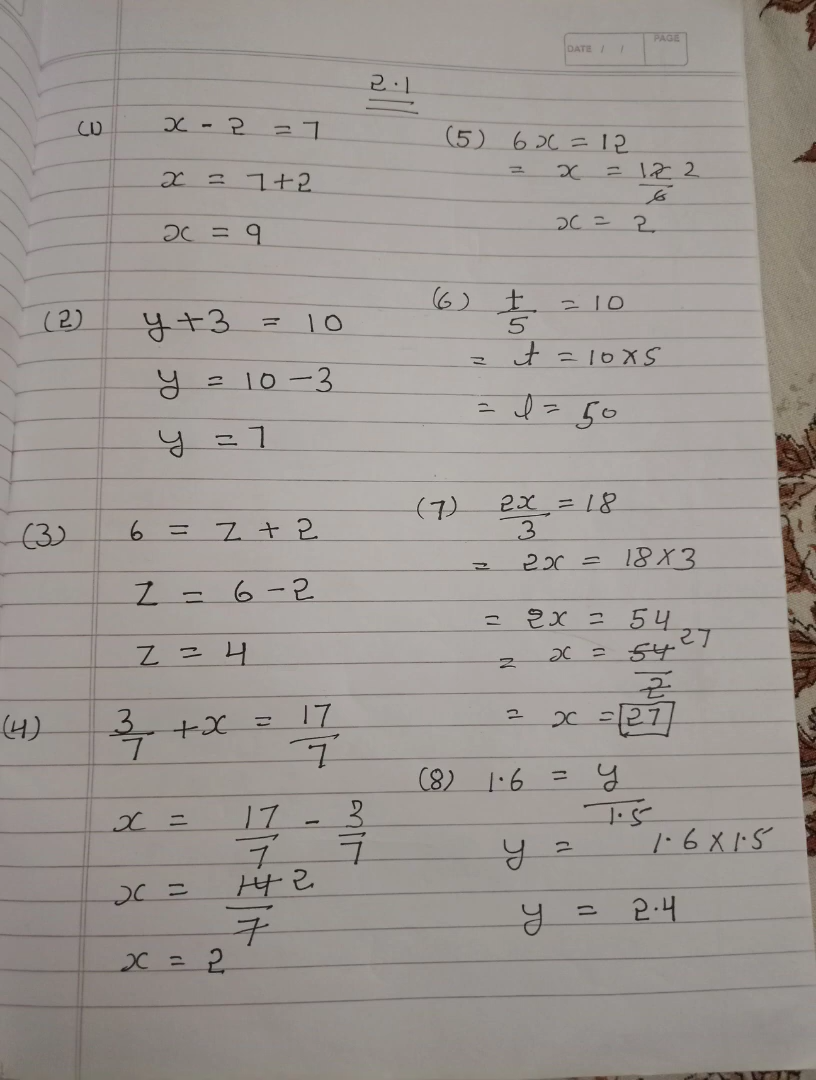 DATE / /
PAGE
2.1
(1) x - 2 = 7
x = 7+2
x = 9
(2) y+3 = 10
y = 10-3
y = 7
(3) 6 = z + 2
z = 6-2
z = 4
(4) 3/7 + x = 17/7
x = 17/7 - 3/7
x = 14/7 2
x = 2
(5) 6x = 12
= x = 12/6 2
x = 2
(6) t/5 = 10
= t = 10×5
= t = 50
(7) 2x/3 = 18
= 2x = 18×3
= 2x = 54
= x = 54/2 27
= x = 27
(8) 1.6 = y/1.5
y = 1.6×1.5
y = 2.4